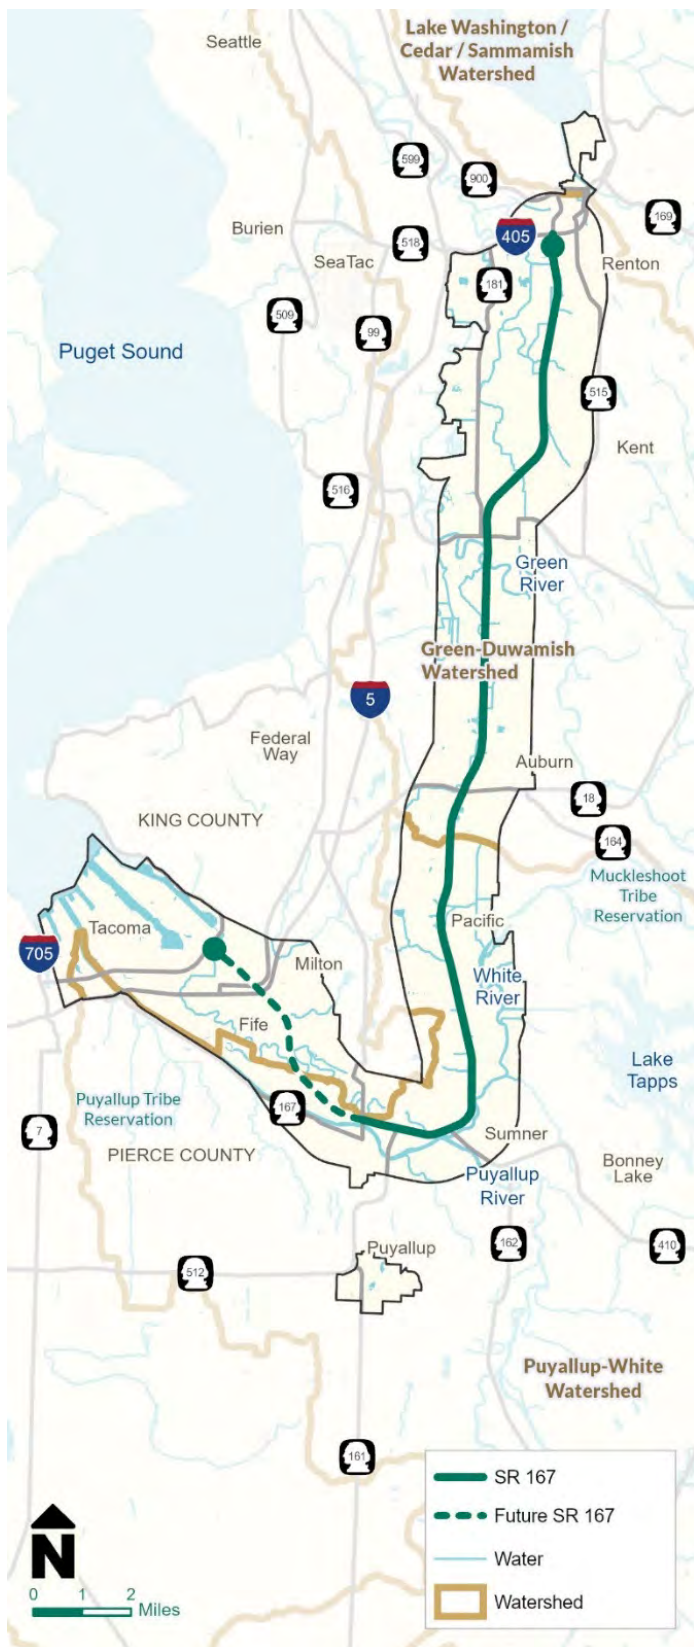 Lake Washington /
Cedar / Sammamish
Watershed
Seattle
599
900
169
Burien
518
405
SeaTac
Renton
181
509
99
Puget Sound
515
Kent
516
Green
River
Green-Duwamish
Watershed
5
Federal
Way
Auburn
18
KING COUNTY
164
Muckleshoot
Tribe
Reservation
Tacoma
Pacific
705
Milton
White
River
Fife
Lake
Tapps
Puyallup Tribe
Reservation
167
7
Sumner
PIERCE COUNTY
Bonney
Lake
Puyallup
River
Puyallup
162
410
512
Puyallup-White
Watershed
161
SR 167
Future SR 167
Water
Watershed
N
0 1 2
Miles